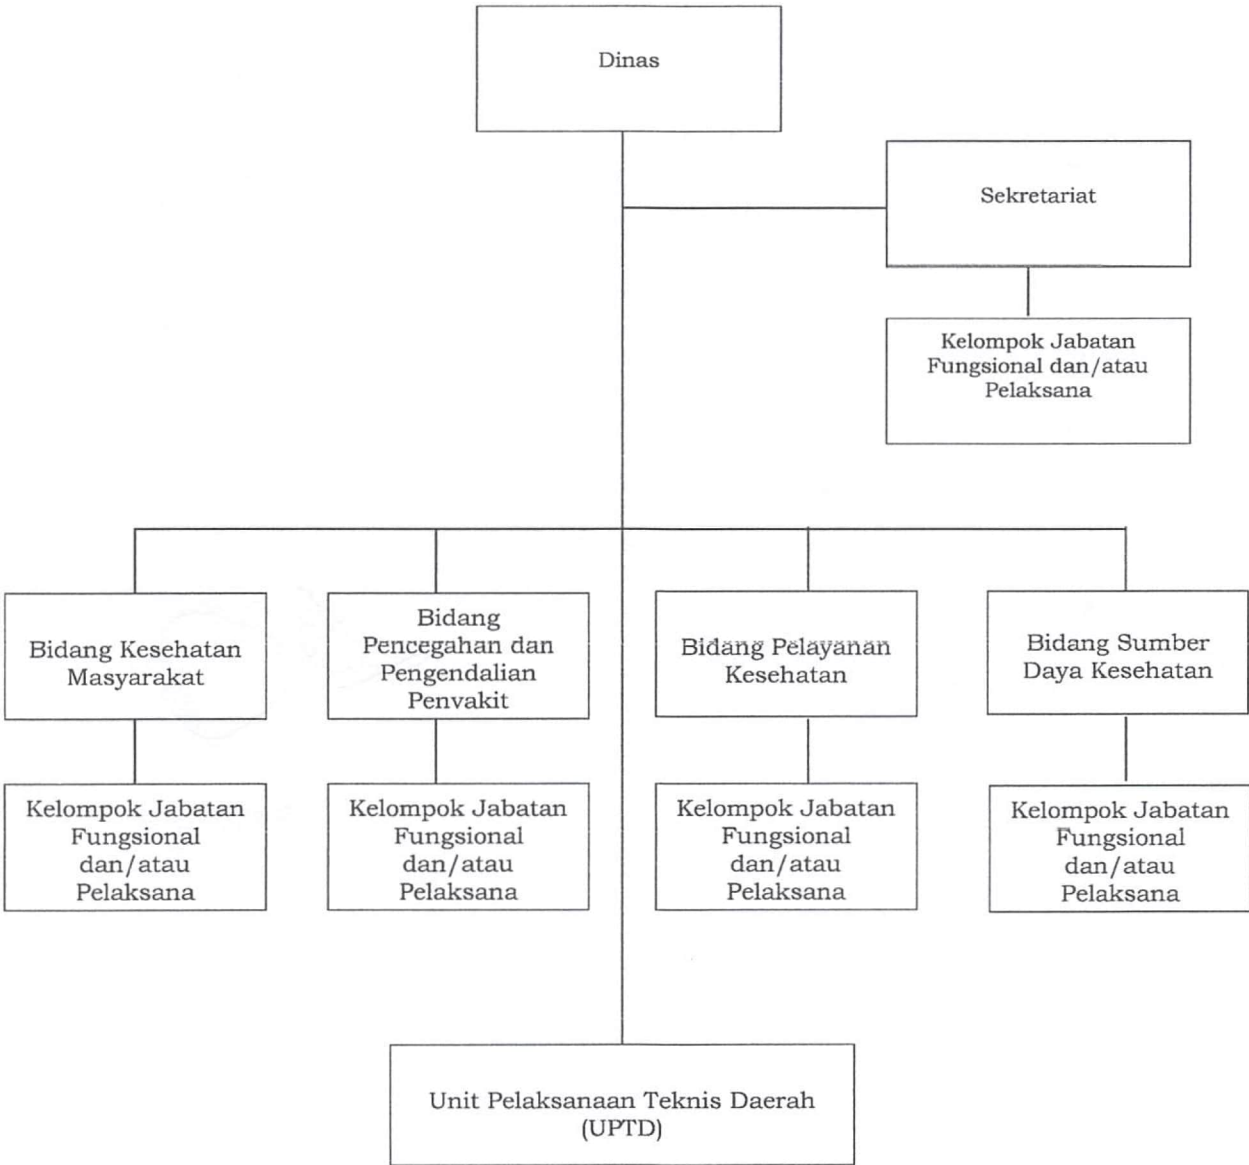 Dinas
Sekretariat
Kelompok Jabatan
Fungsional dan/atau
Pelaksana
Bidang Kesehatan
Masyarakat
Bidang
Pencegahan dan
Pengendalian
Penvakit
Bidang Pelayanan
Kesehatan
Bidang Sumber
Daya Kesehatan
Kelompok Jabatan
Fungsional
dan/atau
Pelaksana
Kelompok Jabatan
Fungsional
dan/atau
Pelaksana
Kelompok Jabatan
Fungsional
dan/atau
Pelaksana
Kelompok Jabatan
Fungsional
dan/atau
Pelaksana
Unit Pelaksanaan Teknis Daerah
(UPTD)